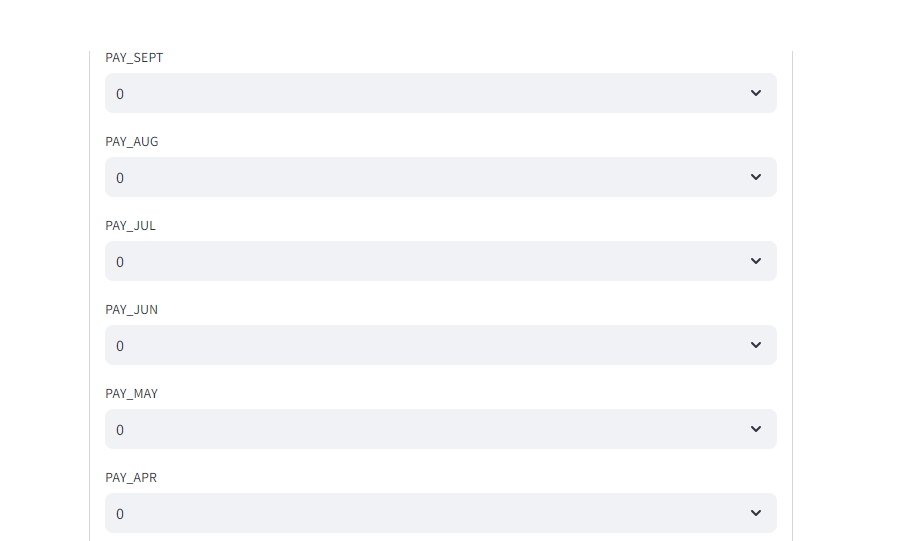 PAY_SEPT
0
PAY_AUG
0
PAY_JUL
0
PAY_JUN
0
PAY_MAY
0
PAY_APR
0